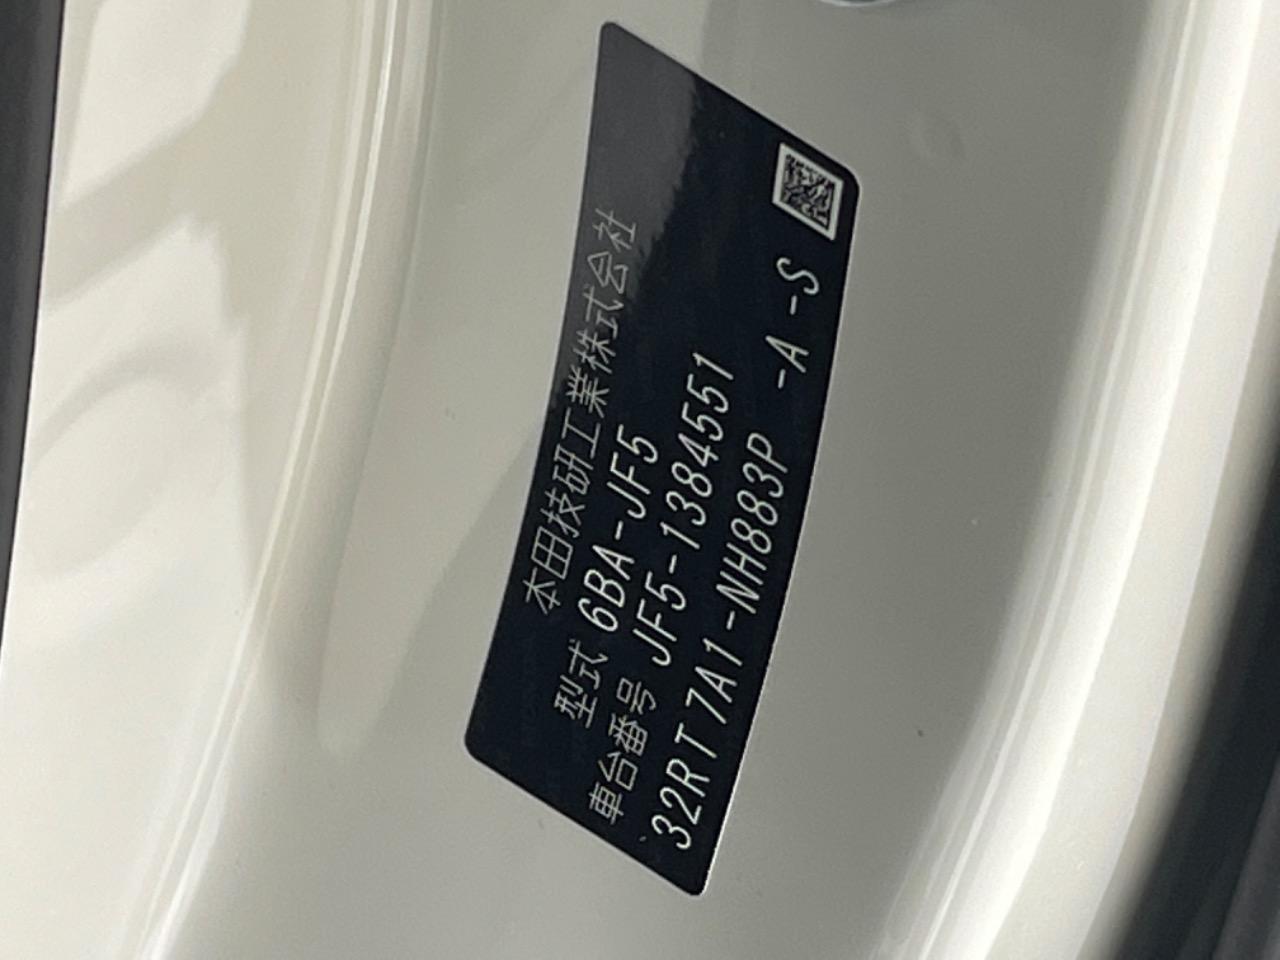 本田技研工業株式会社
型式 6BA-JF5
車台番号 JF5-1384551
32RT7A1-NH883P -A -S